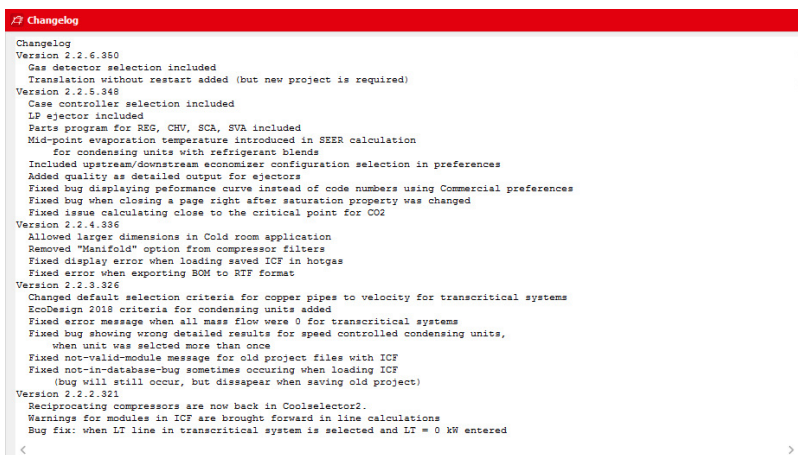 Changelog
Changelog
Version 2.2.6.350
Gas detector selection included
Translation without restart added (but new project is required)
Version 2.2.5.348
Case controller selection included
LP ejector included
Parts program for REG, CHV, SCA, SVA included
Mid-point evaporation temperature introduced in SEER calculation
for condensing units with refrigerant blends
Included upstream/downstream economizer configuration selection in preferences
Added quality as detailed output for ejectors
Fixed bug displaying peformance curve instead of code numbers using Commercial preferences
Fixed bug when closing a page right after saturation property was changed
Fixed issue calculating close to the critical point for CO2
Version 2.2.4.336
Allowed larger dimensions in Cold room application
Removed "Manifold" option from compressor filters
Fixed display error when loading saved ICF in hotgas
Fixed error when exporting BOM to RTF format
Version 2.2.3.326
Changed default selection criteria for copper pipes to velocity for transcritical systems
EcoDesign 2018 criteria for condensing units added
Fixed error message when all mass flow were 0 for transcritical systems
Fixed bug showing wrong detailed results for speed controlled condensing units,
when unit was selcted more than once
Fixed not-valid-module message for old project files with ICF
Fixed not-in-database-bug sometimes occuring when loading ICF
(bug will still occur, but dissapear when saving old project)
Version 2.2.2.321
Reciprocating compressors are now back in Coolselector2.
Warnings for modules in ICF are brought forward in line calculations
Bug fix: when LT line in transcritical system is selected and LT = 0 kW entered